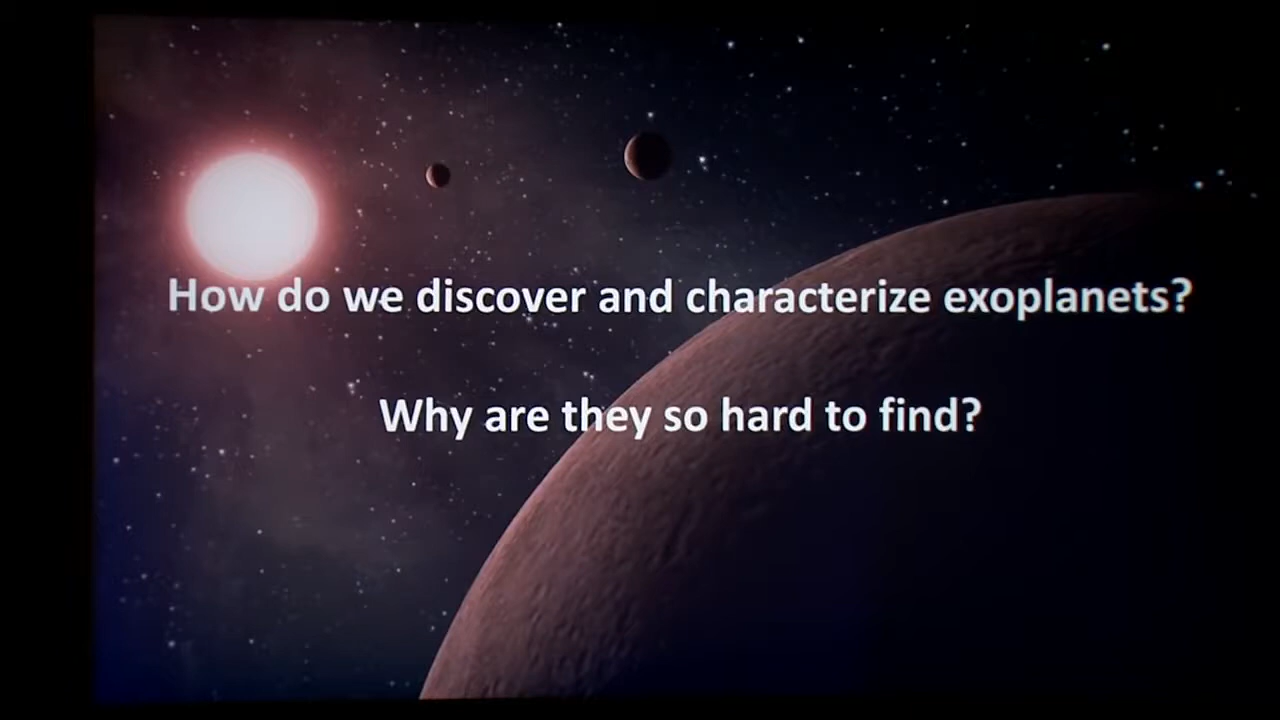 How do we discover and characterize exoplanets?
Why are they so hard to find?